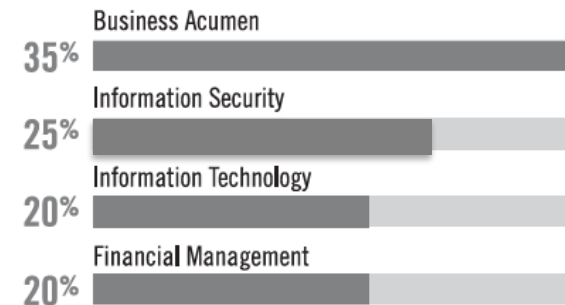 Business Acumen
35%
Information Security
25%
Information Technology
20%
Financial Management
20%